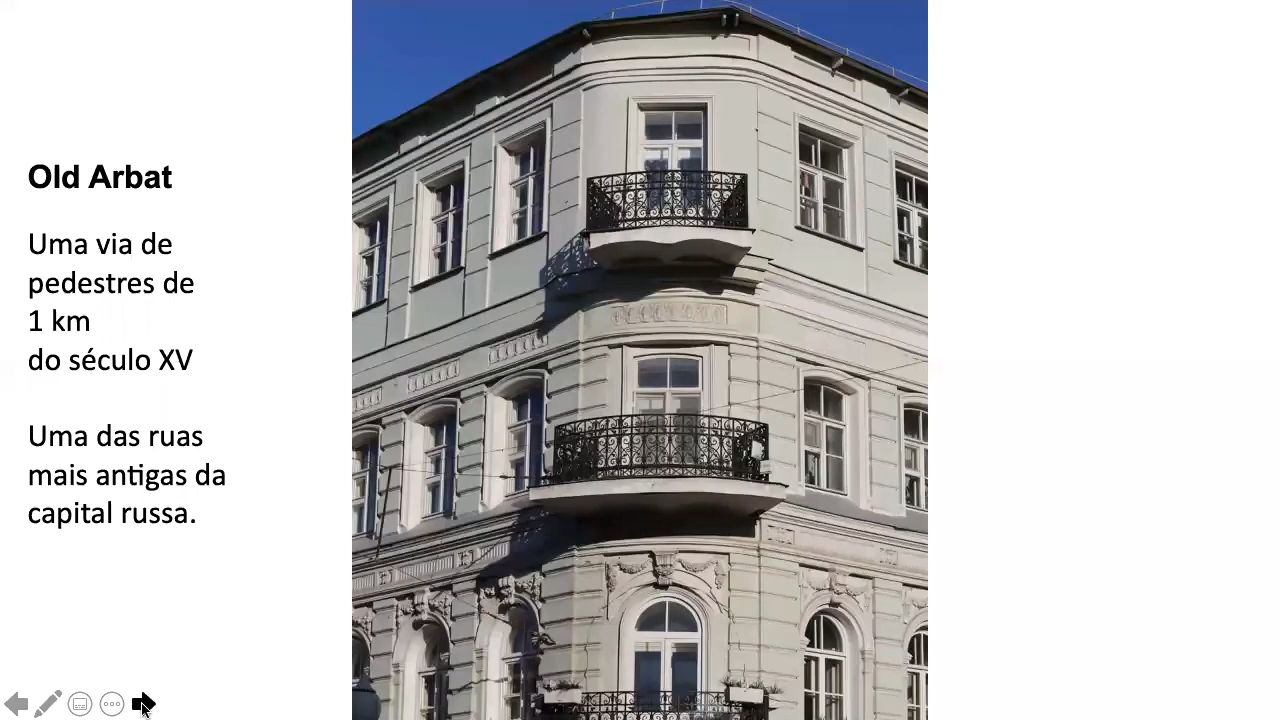 Old Arbat
Uma via de
pedestres de
1 km
do século XV
Uma das ruas
mais antigas da
capital russa.